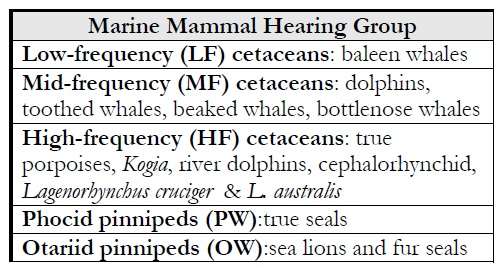 Marine Mammal Hearing Group
Low-frequency (LF) cetaceans: baleen whales
Mid-frequency (MF) cetaceans: dolphins,
toothed whales, beaked whales, bottlenose whales
High-frequency (HF) cetaceans: true
porpoises, Kogia, river dolphins, cephalorhynchid,
Lagenorhynchus cruciger & L. australis
Phocid pinnipeds (PW):true seals
Otariid pinnipeds (OW):sea lions and fur seals